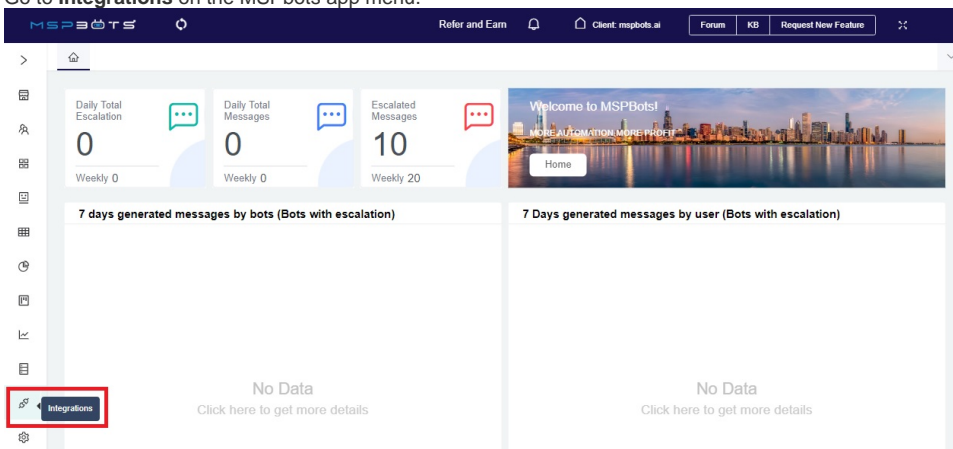 Go to Integrations on the MSPbots app menu.
MSPBOTS
Refer and Earn
Client: mspbots.ai
Forum
KB
Request New Feature
Daily Total Escalation
0
Weekly 0
Daily Total Messages
0
Weekly 0
Escalated Messages
10
Weekly 20
Welcome to MSPBots!
MORE AUTOMATION,MORE PROFIT
Home
7 days generated messages by bots (Bots with escalation)
No Data
Click here to get more details
7 Days generated messages by user (Bots with escalation)
No Data
Click here to get more details
Integrations